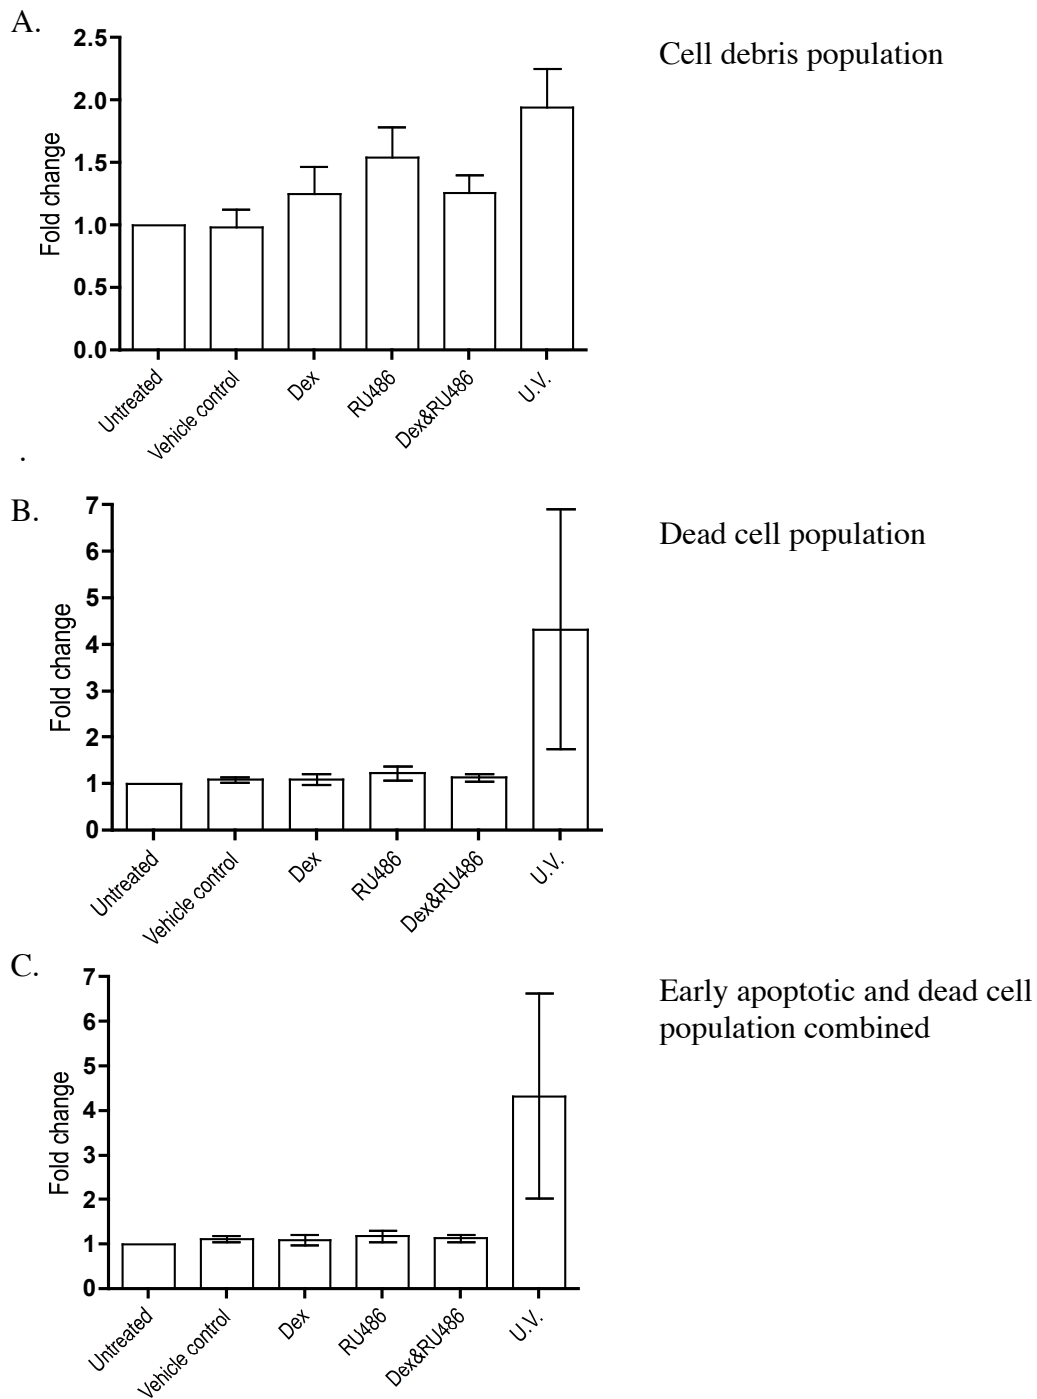 A.
Cell debris population
Fold change
2.5
2.0
1.5
1.0
0.5
0.0
Untreated
Vehicle control
Dex
RU486
Dex&RU486
U.V.
.
B.
Dead cell population
Fold change
7
6
5
4
3
2
1
0
Untreated
Vehicle control
Dex
RU486
Dex&RU486
U.V.
C.
Early apoptotic and dead cell
population combined
Fold change
7
6
5
4
3
2
1
0
Untreated
Vehicle control
Dex
RU486
Dex&RU486
U.V.